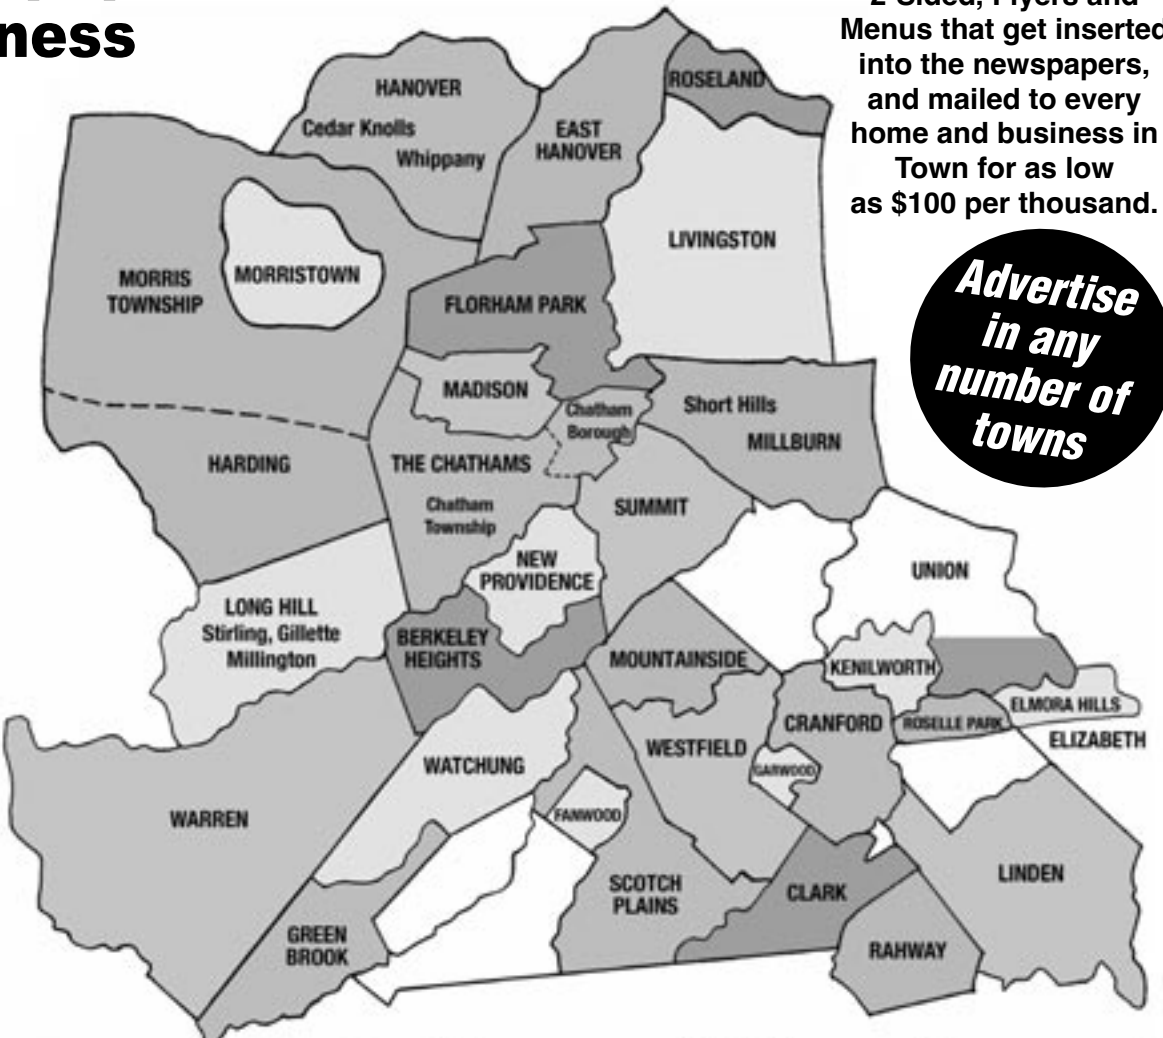 ness
2-Sided, Flyers and
Menus that get inserted
into the newspapers,
and mailed to every
home and business in
Town for as low
as $100 per thousand.
Advertise
in any
number of
towns
HANOVER
Cedar Knolls
Whippany
EAST
HANOVER
ROSELAND
LIVINGSTON
MORRIS
TOWNSHIP
MORRISTOWN
FLORHAM PARK
MADISON
Chatham
Borough
Short Hills
MILLBURN
HARDING
THE CHATHAMS
Chatham
Township
SUMMIT
NEW
PROVIDENCE
UNION
LONG HILL
Stirling, Gillette
Millington
BERKELEY
HEIGHTS
MOUNTAINSIDE
KENILWORTH
ELMORA HILLS
ROSELLE PARK
CRANFORD
ELIZABETH
WESTFIELD
GARWOOD
WATCHUNG
WARREN
FANWOOD
SCOTCH
PLAINS
CLARK
LINDEN
GREEN
BROOK
RAHWAY